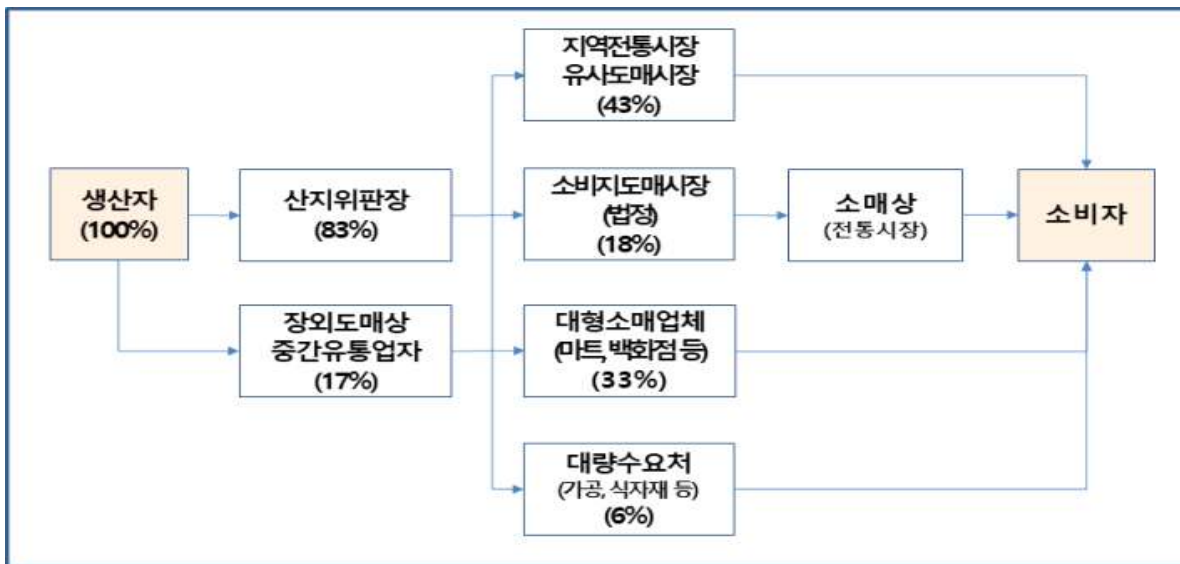 지역전통시장
유사도매시장
(43%)
생산자
(100%)
산지위판장
(83%)
소비지도매시장
(법정)
(18%)
소매상
(전통시장)
소비자
장외도매상
중간유통업자
(17%)
대형소매업체
(마트, 백화점 등)
(33%)
대량수요처
(가공, 식자재 등)
(6%)